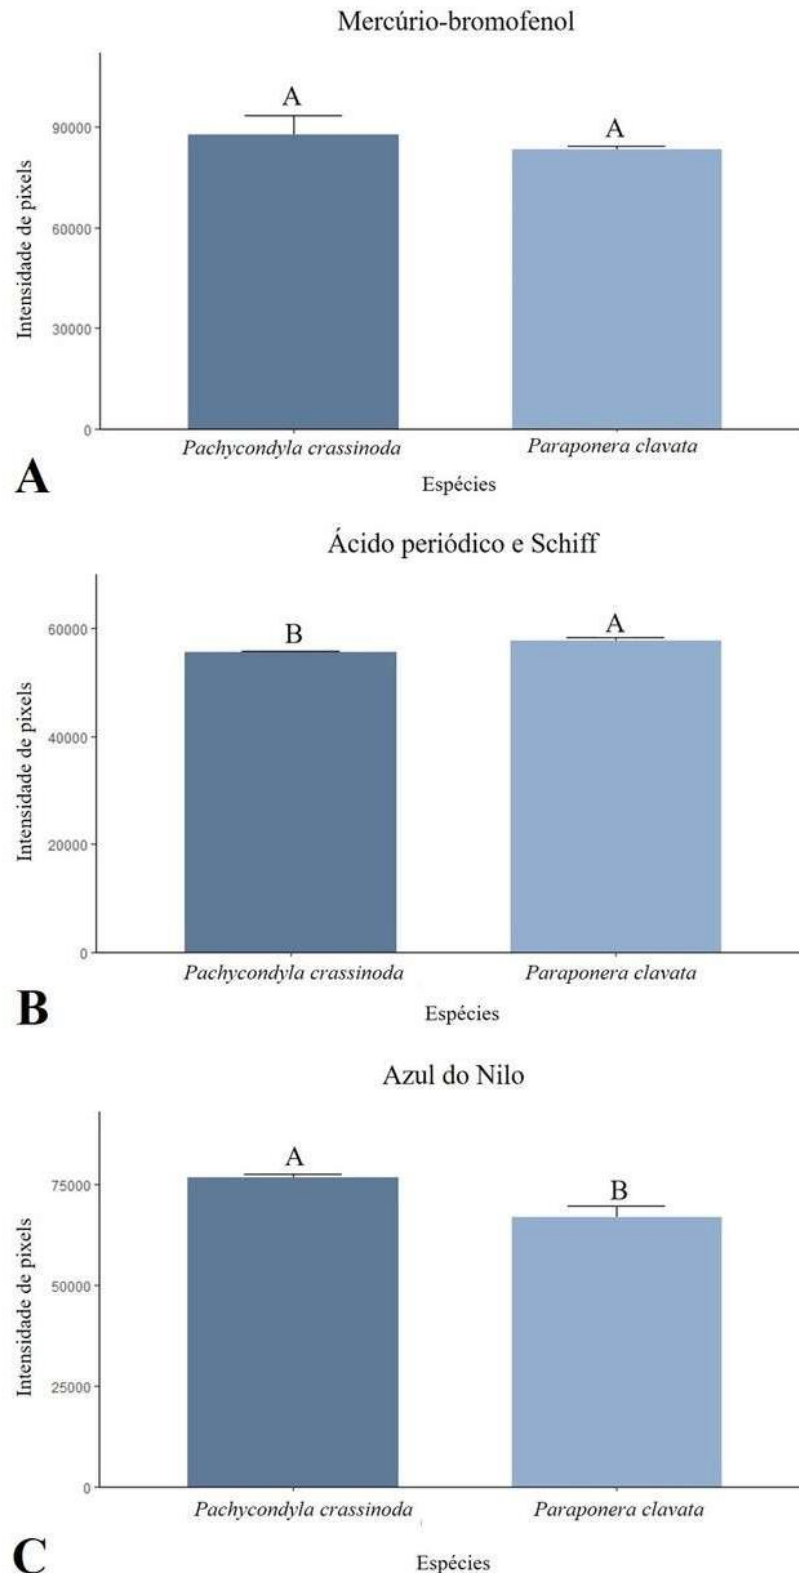 Mercúrio-bromofenol
A
A
90000
60000
30000
0
Intensidade de pixels
Pachycondyla crassinoda
Paraponera clavata
A
Espécies
Ácido periódico e Schiff
B
A
60000
40000
20000
0
Intensidade de pixels
Pachycondyla crassinoda
Paraponera clavata
B
Espécies
Azul do Nilo
A
B
75000
50000
25000
0
Intensidade de pixels
Pachycondyla crassinoda
Paraponera clavata
C
Espécies